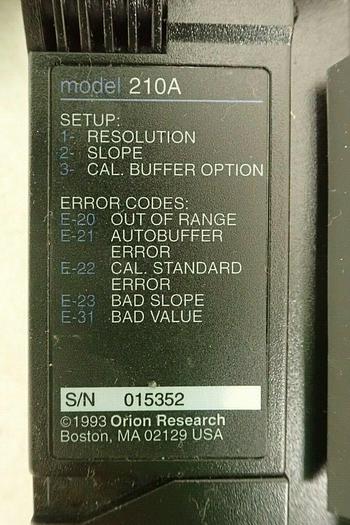 model 210A
SETUP:
1- RESOLUTION
2- SLOPE
3- CAL. BUFFER OPTION
ERROR CODES:
E-20 OUT OF RANGE
E-21 AUTOBUFFER
ERROR
E-22 CAL. STANDARD
ERROR
E-23 BAD SLOPE
E-31 BAD VALUE
S/N 015352
©1993 Orion Research
Boston, MA 02129 USA